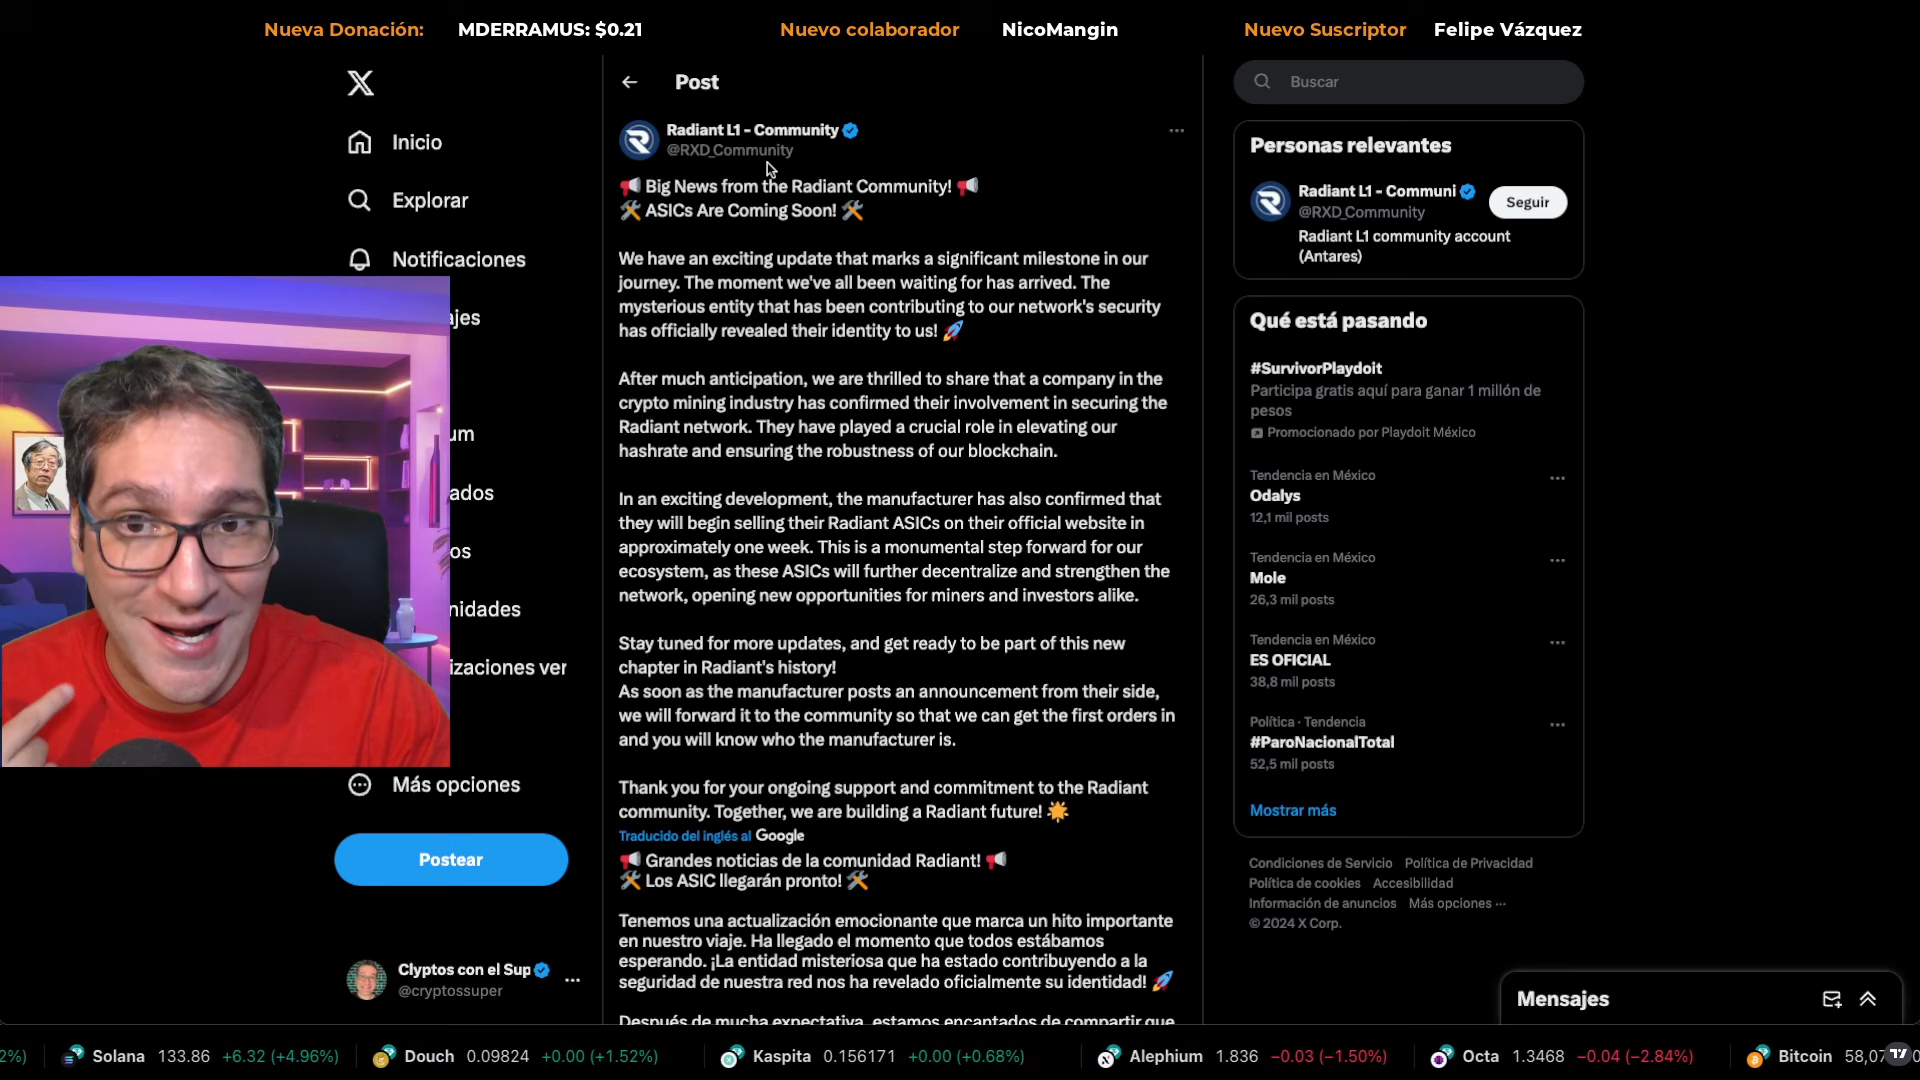 Nueva Donación: MDERRAMUS: $0.21 Nuevo colaborador NicoMangin Nuevo Suscriptor Felipe Vázquez
Inicio
Explorar
Notificaciones
ajes
um
ados
os
nidades
izaciones ver
Más opciones
Postear
Clyptos con el Sup
@cryptossuper
Post
Radiant L1 - Community
@RXD_Community
📢 Big News from the Radiant Community! 📢
🛠️ ASICs Are Coming Soon! 🛠️
We have an exciting update that marks a significant milestone in our
journey. The moment we've all been waiting for has arrived. The
mysterious entity that has been contributing to our network's security
has officially revealed their identity to us! 🚀
After much anticipation, we are thrilled to share that a company in the
crypto mining industry has confirmed their involvement in securing the
Radiant network. They have played a crucial role in elevating our
hashrate and ensuring the robustness of our blockchain.
In an exciting development, the manufacturer has also confirmed that
they will begin selling their Radiant ASICs on their official website in
approximately one week. This is a monumental step forward for our
ecosystem, as these ASICs will further decentralize and strengthen the
network, opening new opportunities for miners and investors alike.
Stay tuned for more updates, and get ready to be part of this new
chapter in Radiant's history!
As soon as the manufacturer posts an announcement from their side,
we will forward it to the community so that we can get the first orders in
and you will know who the manufacturer is.
Thank you for your ongoing support and commitment to the Radiant
community. Together, we are building a Radiant future! 🌟
Traducido del inglés al Google
📢 Grandes noticias de la comunidad Radiant! 📢
🛠️ Los ASIC llegarán pronto! 🛠️
Tenemos una actualización emocionante que marca un hito importante
en nuestro viaje. Ha llegado el momento que todos estábamos
esperando. ¡La entidad misteriosa que ha estado contribuyendo a la
seguridad de nuestra red nos ha revelado oficialmente su identidad! 🚀
Después de mucha expectativa, estamos encantados de compartir que
Buscar
Personas relevantes
Radiant L1 - Communi
@RXD_Community
Seguir
Radiant L1 community account
(Antares)
Qué está pasando
#SurvivorPlaydoit
Participa gratis aquí para ganar 1 millón de
pesos
Promocionado por Playdoit México
Tendencia en México
Odalys
12,1 mil posts
Tendencia en México
Mole
26,3 mil posts
Tendencia en México
ES OFICIAL
38,8 mil posts
Política · Tendencia
#ParoNacionalTotal
52,5 mil posts
Mostrar más
Condiciones de Servicio Política de Privacidad
Política de cookies Accesibilidad
Información de anuncios Más opciones ···
© 2024 X Corp.
Mensajes
2%) Solana 133.86 +6.32 (+4.96%) Douch 0.09824 +0.00 (+1.52%) Kaspita 0.156171 +0.00 (+0.68%) Alephium 1.836 −0.03 (−1.50%) Octa 1.3468 −0.04 (−2.84%) Bitcoin 58,07